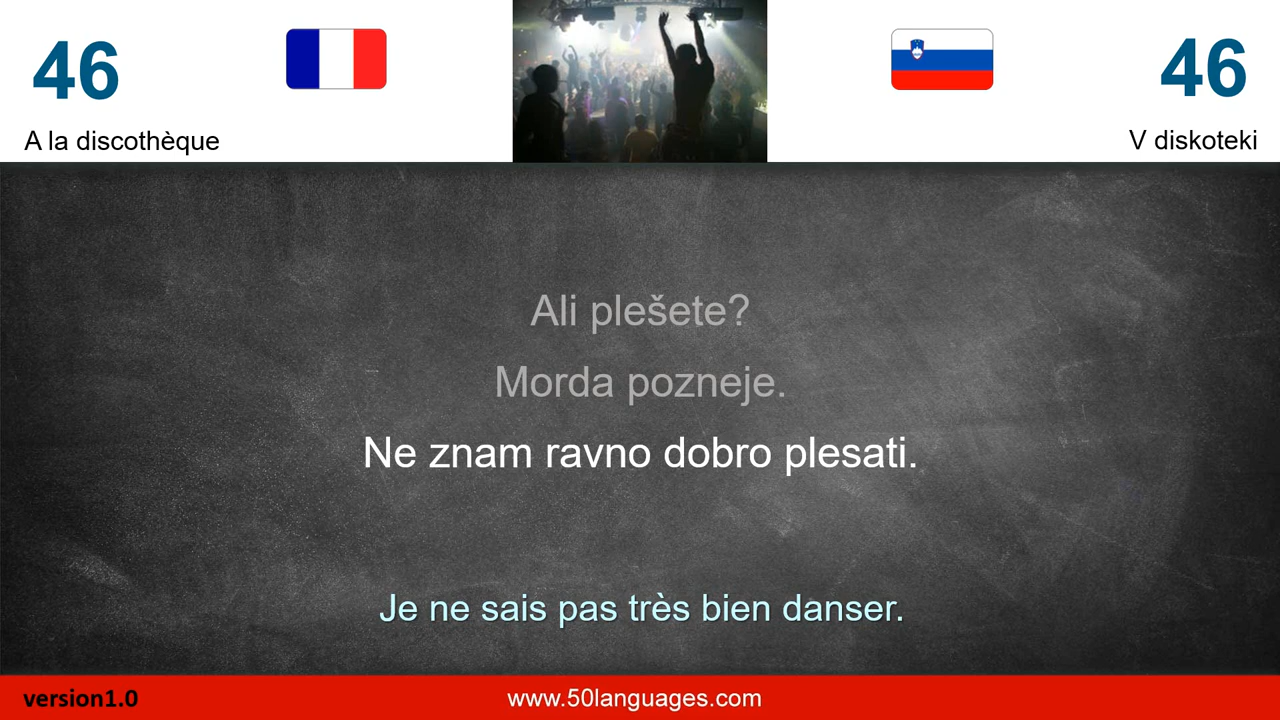 46
A la discothèque
46
V diskoteki
Ali plešete?
Morda pozneje.
Ne znam ravno dobro plesati.
Je ne sais pas très bien danser.
version1.0
www.50languages.com